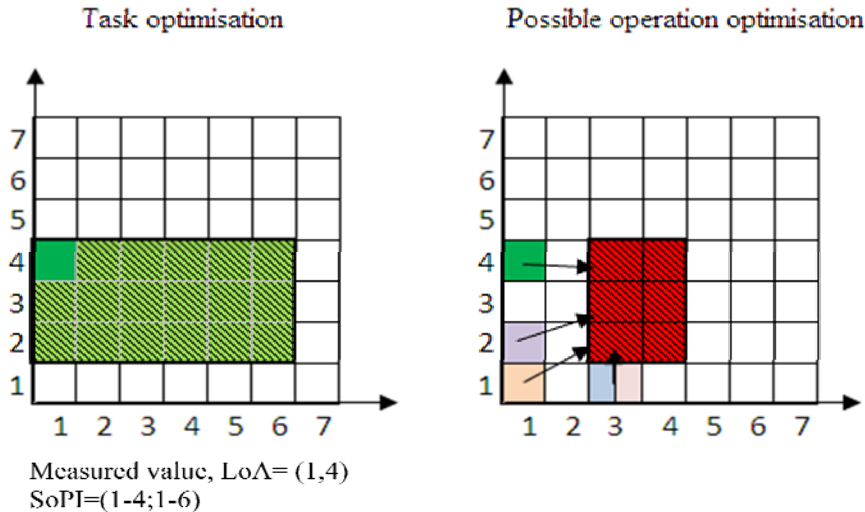 Task optimisation
Possible operation optimisation
7
6
5
4
3
2
1
1 2 3 4 5 6 7
7
6
5
4
3
2
1
1 2 3 4 5 6 7
Measured value, LoA= (1,4)
SoPI=(1-4;1-6)